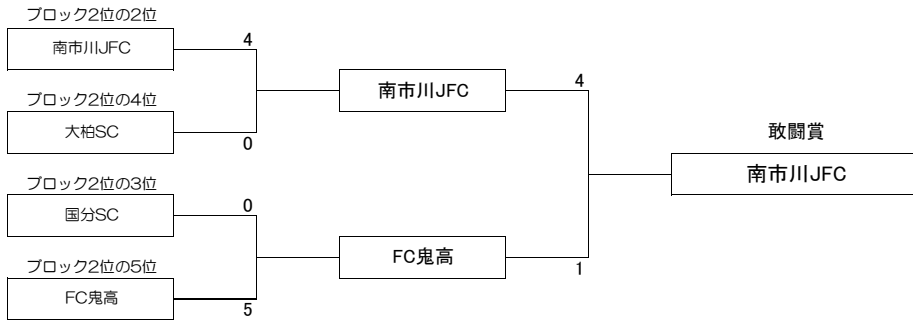 ブロック2位の2位
南市川JFC
4
ブロック2位の4位
大柏SC
0
ブロック2位の3位
国分SC
0
ブロック2位の5位
FC鬼高
5
南市川JFC
4
FC鬼高
1
敢闘賞
南市川JFC